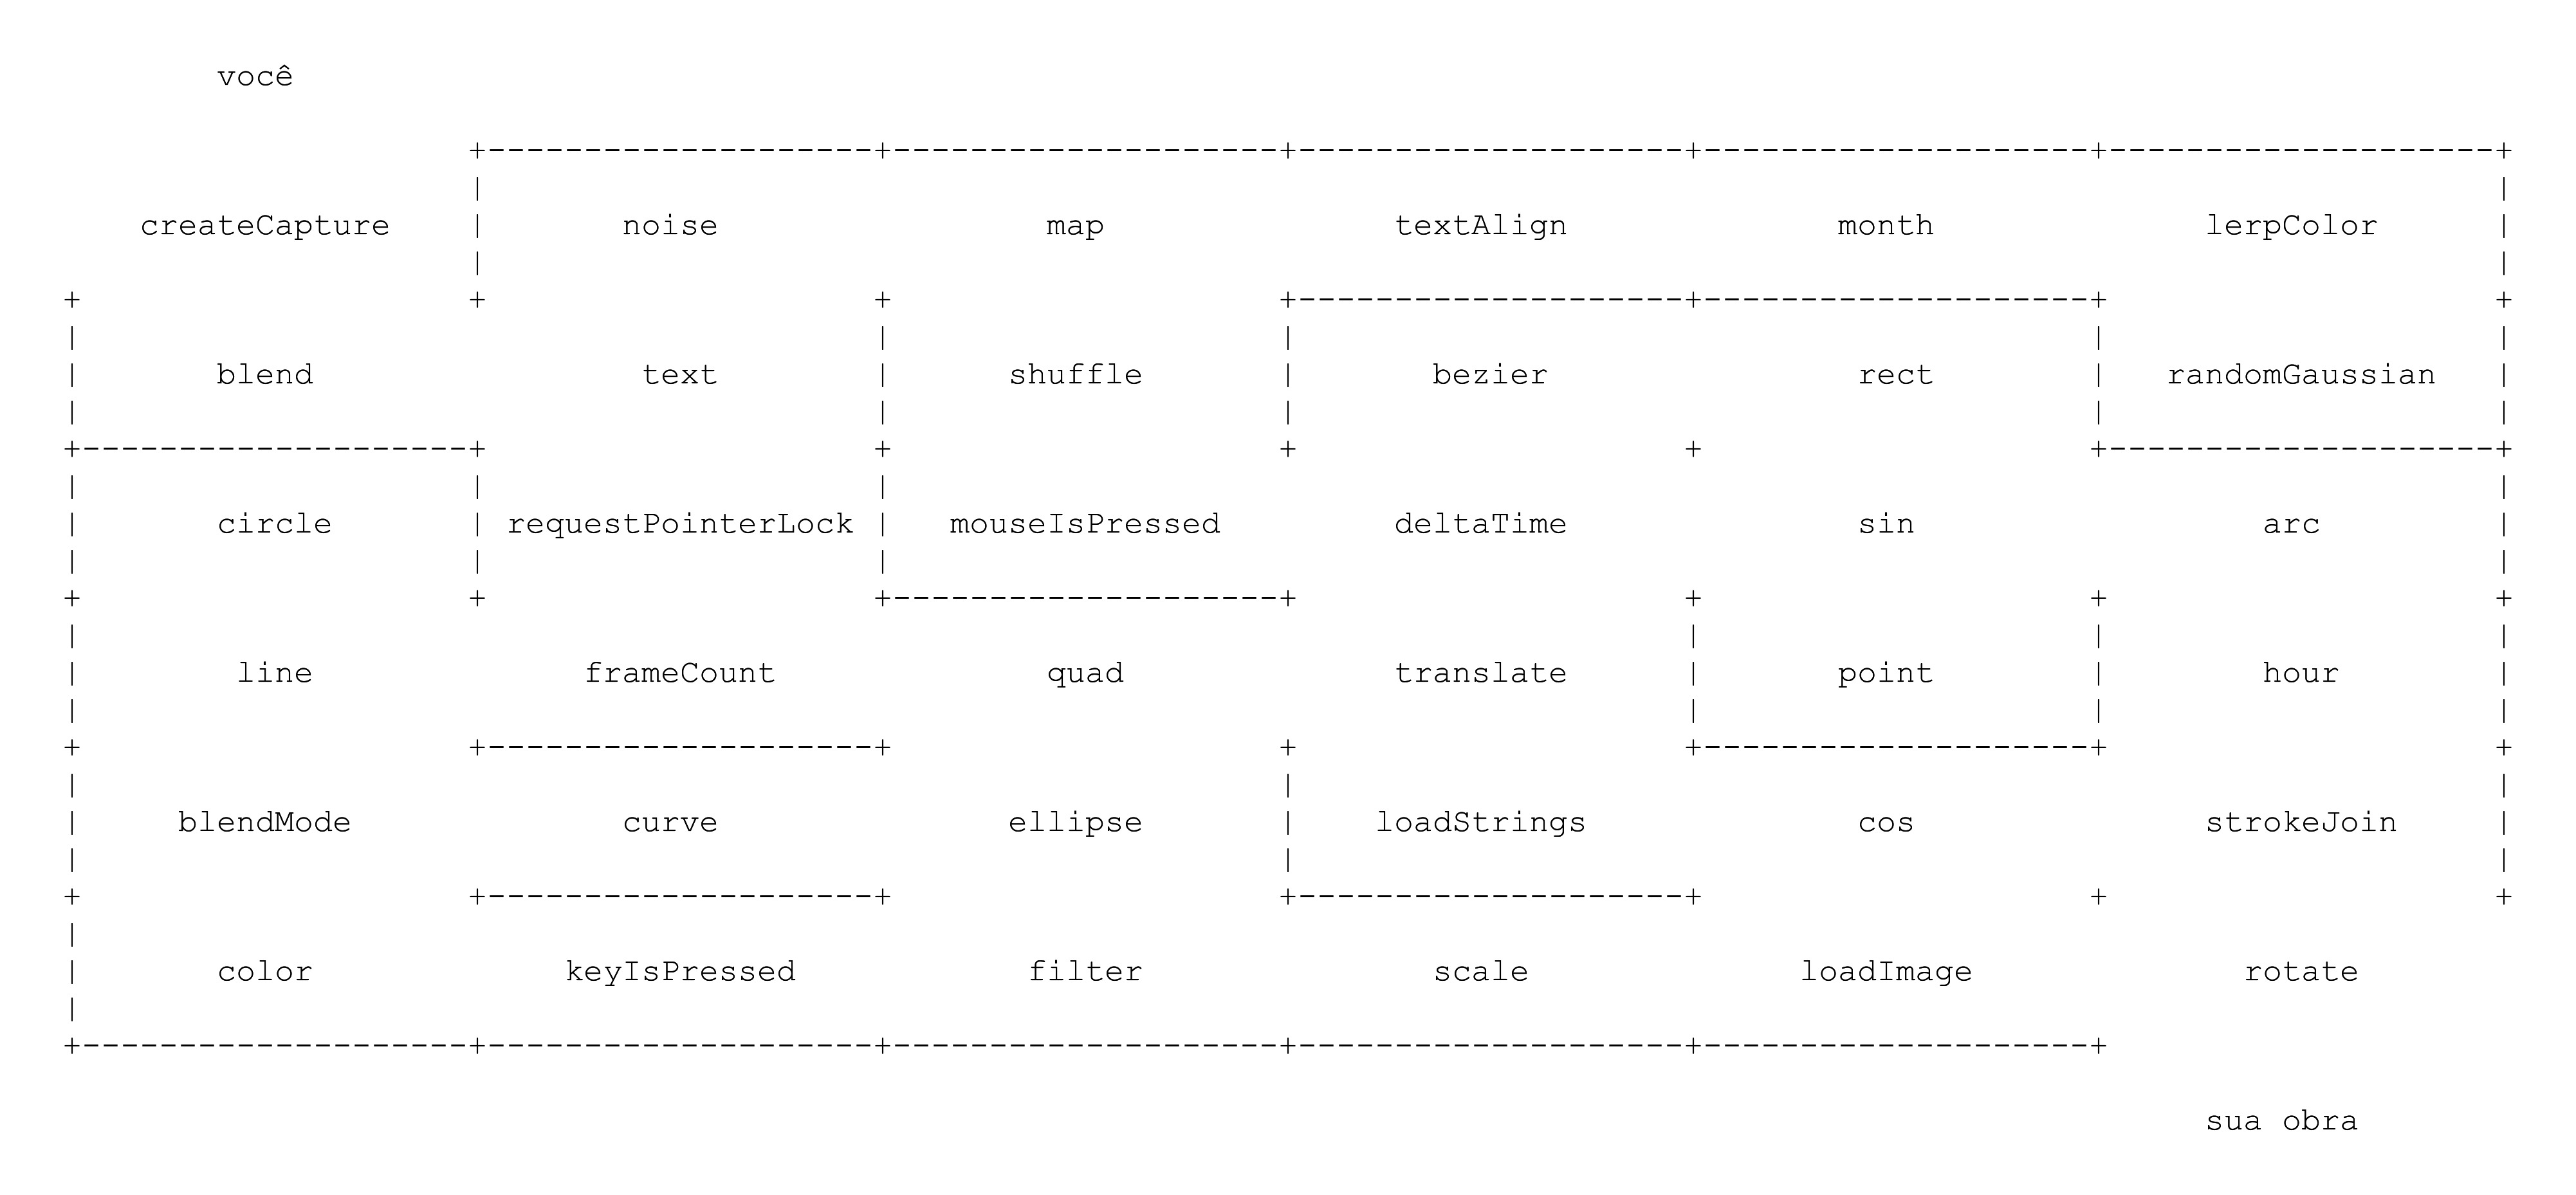 você
createCapture noise map textAlign month lerpColor
blend text shuffle bezier rect randomGaussian
circle requestPointerLock mouseIsPressed deltaTime sin arc
line frameCount quad translate point hour
blendMode curve ellipse loadStrings cos strokeJoin
color keyIsPressed filter scale loadImage rotate
sua obra